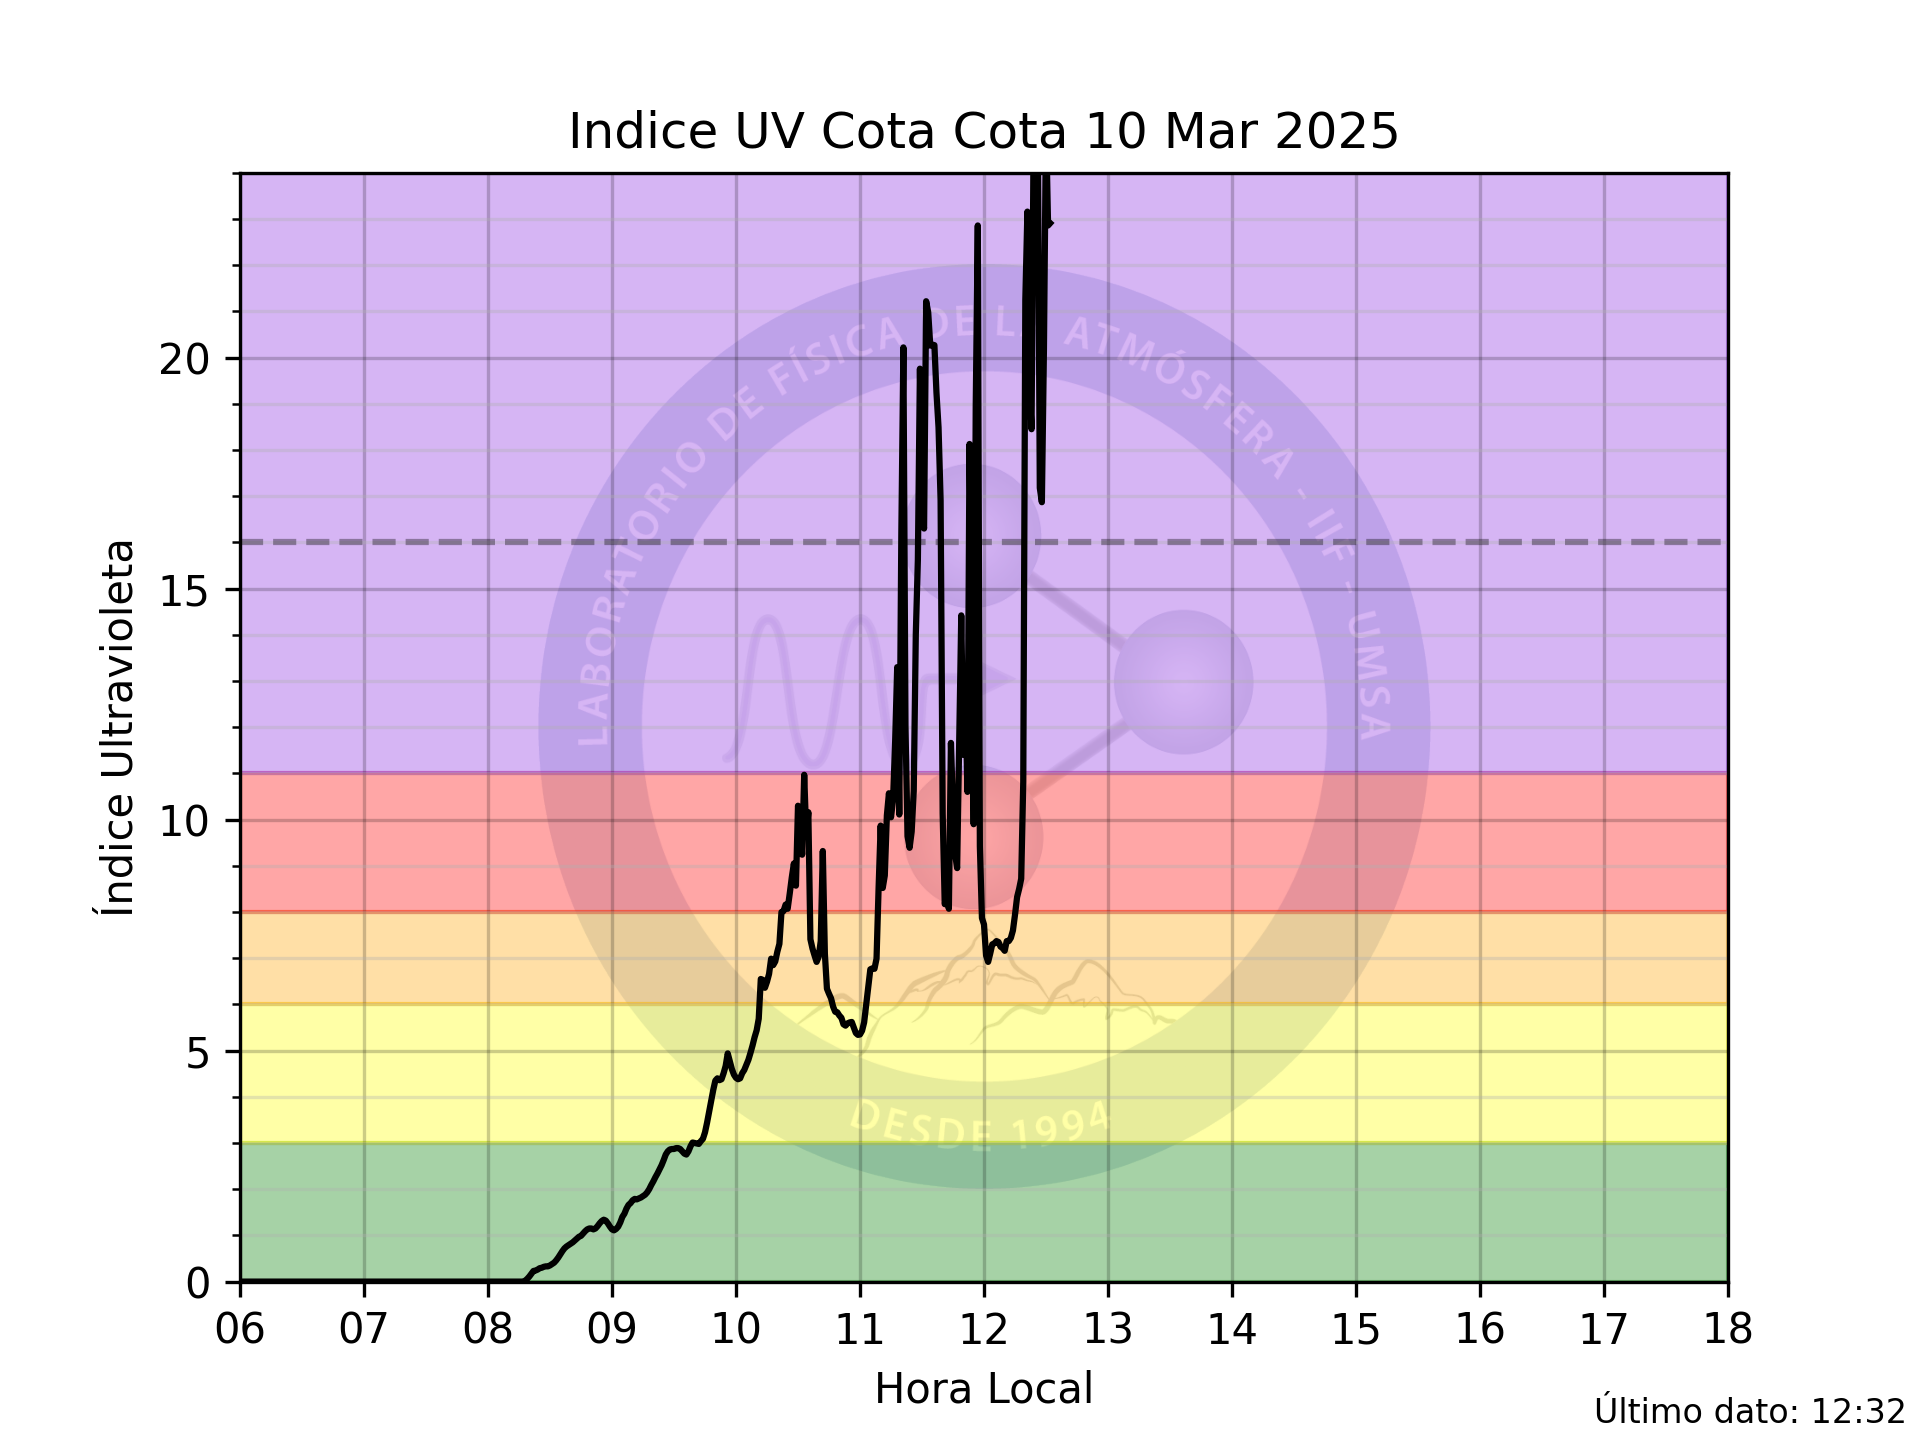 Indice UV Cota Cota 10 Mar 2025
20
15
10
5
0
Índice Ultravioleta
LABORATORIO DE FÍSICA DE LA ATMÓSFERA - IIF - UMSA
DESDE 1994
06 07 08 09 10 11 12 13 14 15 16 17 18
Hora Local
Último dato: 12:32